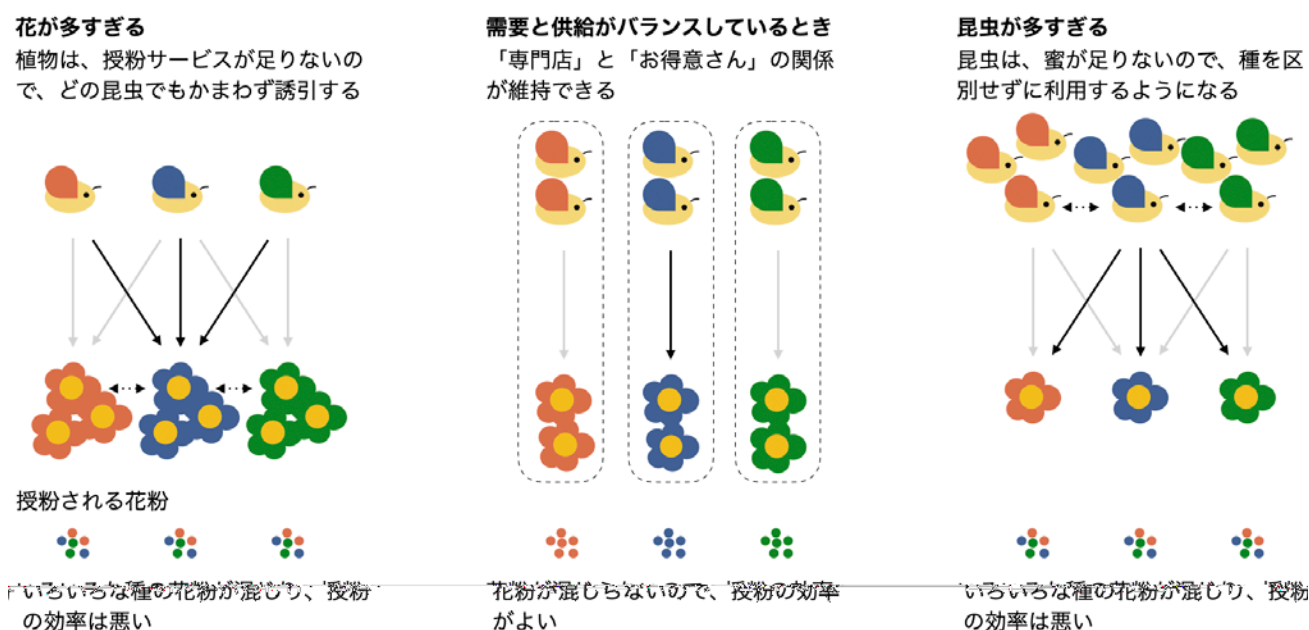 花が多すぎる
植物は、授粉サービスが足りないの
で、どの昆虫でもかまわず誘引する
需要と供給がバランスしているとき
「専門店」と「お得意さん」の関係
が維持できる
昆虫が多すぎる
昆虫は、蜜が足りないので、種を区
別せずに利用するようになる
授粉される花粉
いろいろな種の花粉が混じり、授粉
の効率は悪い
花粉が混じらないので、授粉の効率
がよい
いろいろな種の花粉が混じり、授粉
の効率は悪い